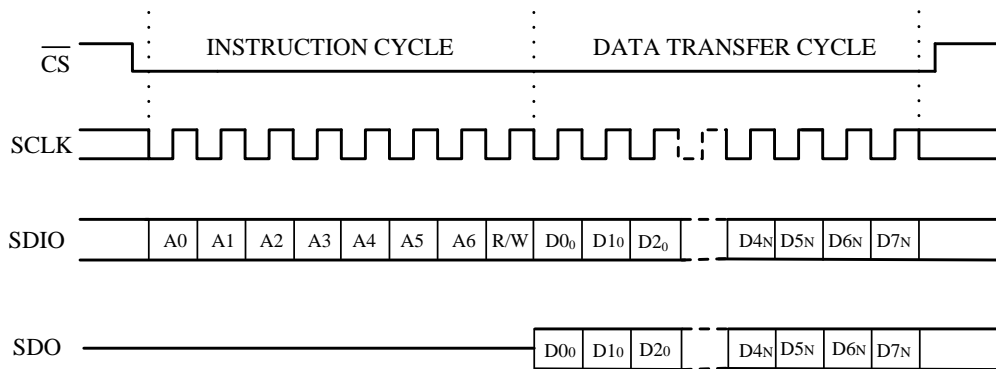 INSTRUCTION CYCLE DATA TRANSFER CYCLE
CS
SCLK
SDIO A0 A1 A2 A3 A4 A5 A6 R/W D0₀ D1₀ D2₀ D4N D5N D6N D7N
SDO D0₀ D1₀ D2₀ D4N D5N D6N D7N